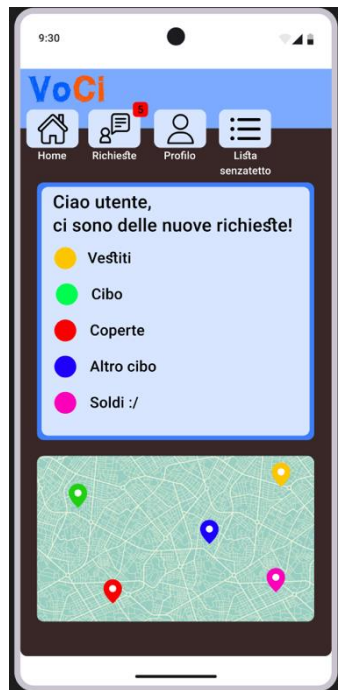 9:30
VoCi
5
Home
Richieste
Profilo
Lista
senzatetto
Ciao utente,
ci sono delle nuove richieste!
Vestiti
Cibo
Coperte
Altro cibo
Soldi :/